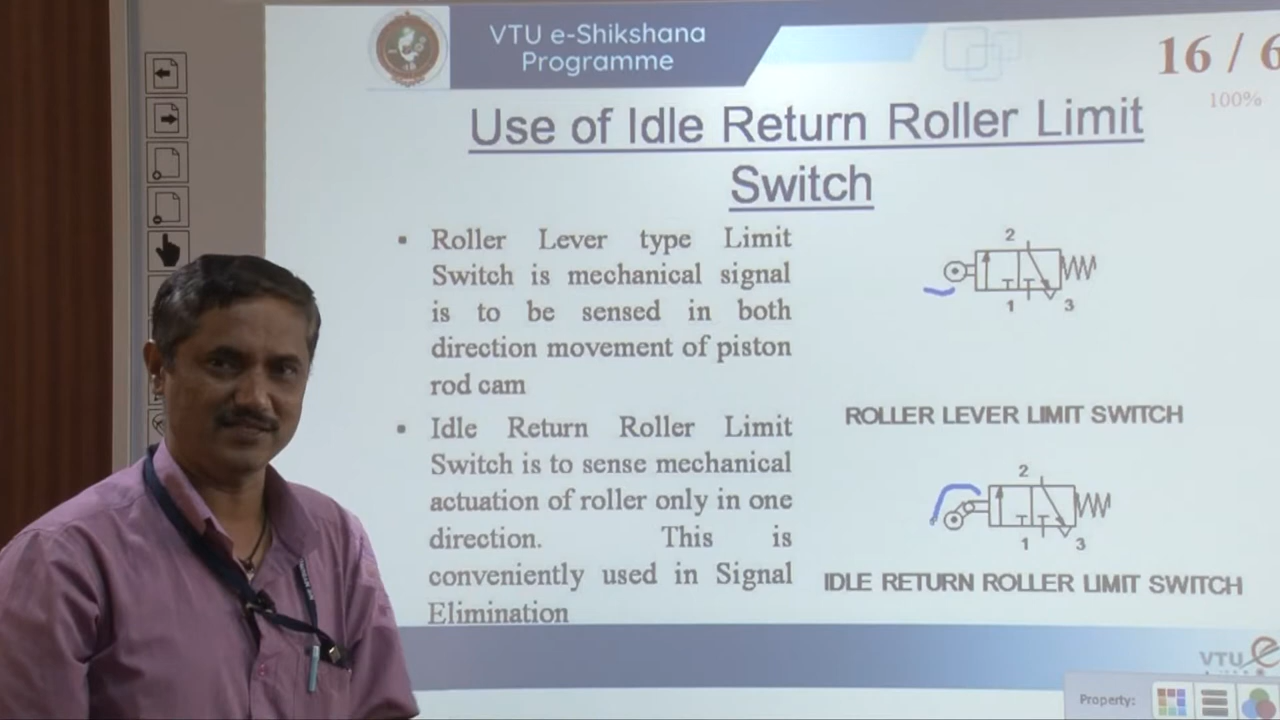 VTU e-Shikshana
Programme
16 / 6
100%
Use of Idle Return Roller Limit
Switch
▪ Roller Lever type Limit
Switch is mechanical signal
is to be sensed in both
direction movement of piston
rod cam
▪ Idle Return Roller Limit
Switch is to sense mechanical
actuation of roller only in one
direction. This is
conveniently used in Signal
Elimination
2
1 3
ROLLER LEVER LIMIT SWITCH
2
1 3
IDLE RETURN ROLLER LIMIT SWITCH
VTU e
Property: